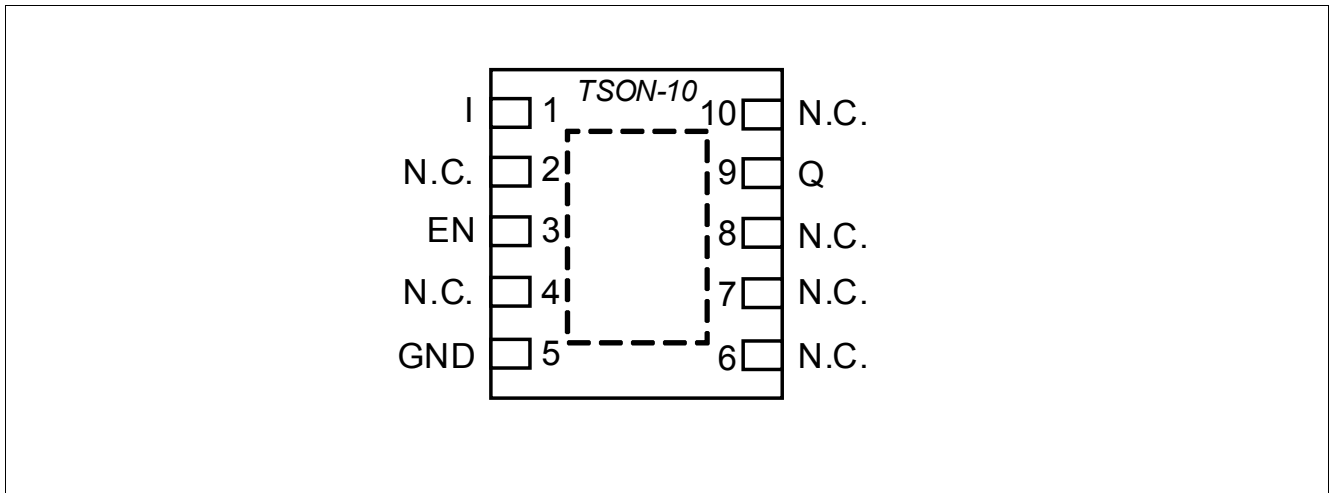 TSON-10
I 1 10 N.C.
N.C. 2 9 Q
EN 3 8 N.C.
N.C. 4 7 N.C.
GND 5 6 N.C.